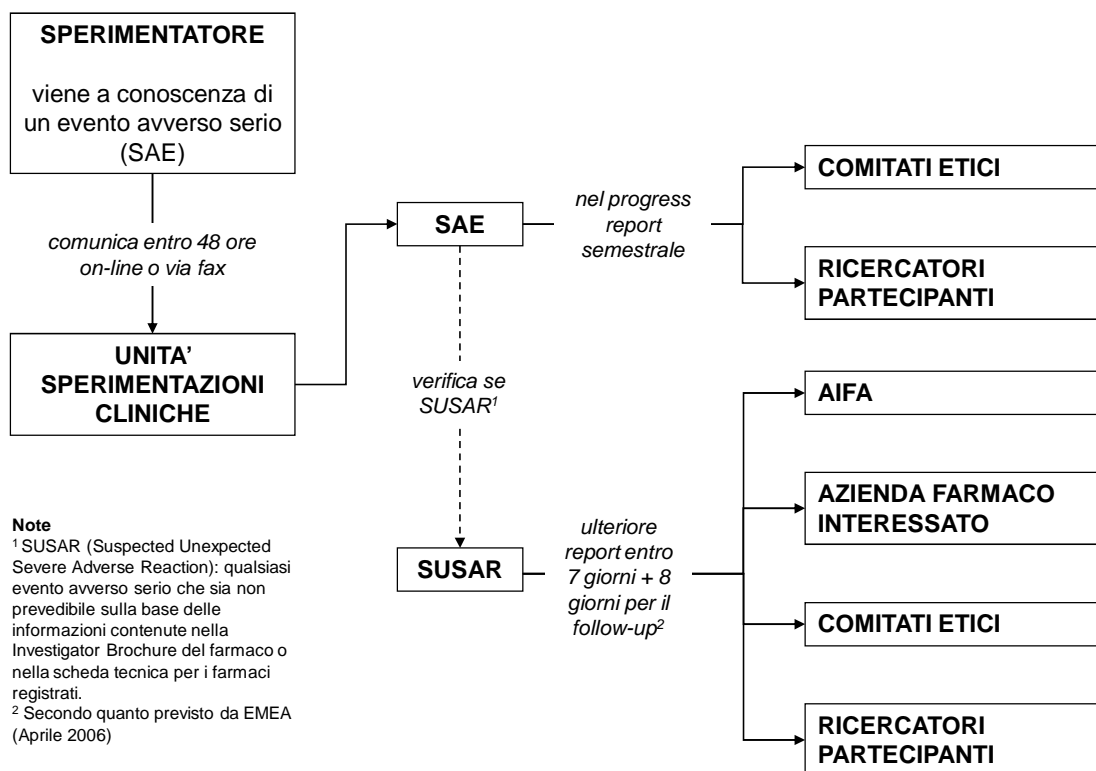 SPERIMENTATORE
viene a conoscenza di
un evento avverso serio
(SAE)
comunica entro 48 ore
on-line o via fax
UNITA’
SPERIMENTAZIONI
CLINICHE
SAE
nel progress
report
semestrale
COMITATI ETICI
RICERCATORI
PARTECIPANTI
verifica se
SUSAR¹
SUSAR
ulteriore
report entro
7 giorni + 8
giorni per il
follow-up²
AIFA
AZIENDA FARMACO
INTERESSATO
COMITATI ETICI
RICERCATORI
PARTECIPANTI
Note
¹ SUSAR (Suspected Unexpected
Severe Adverse Reaction): qualsiasi
evento avverso serio che sia non
prevedibile sulla base delle
informazioni contenute nella
Investigator Brochure del farmaco o
nella scheda tecnica per i farmaci
registrati.
² Secondo quanto previsto da EMEA
(Aprile 2006)